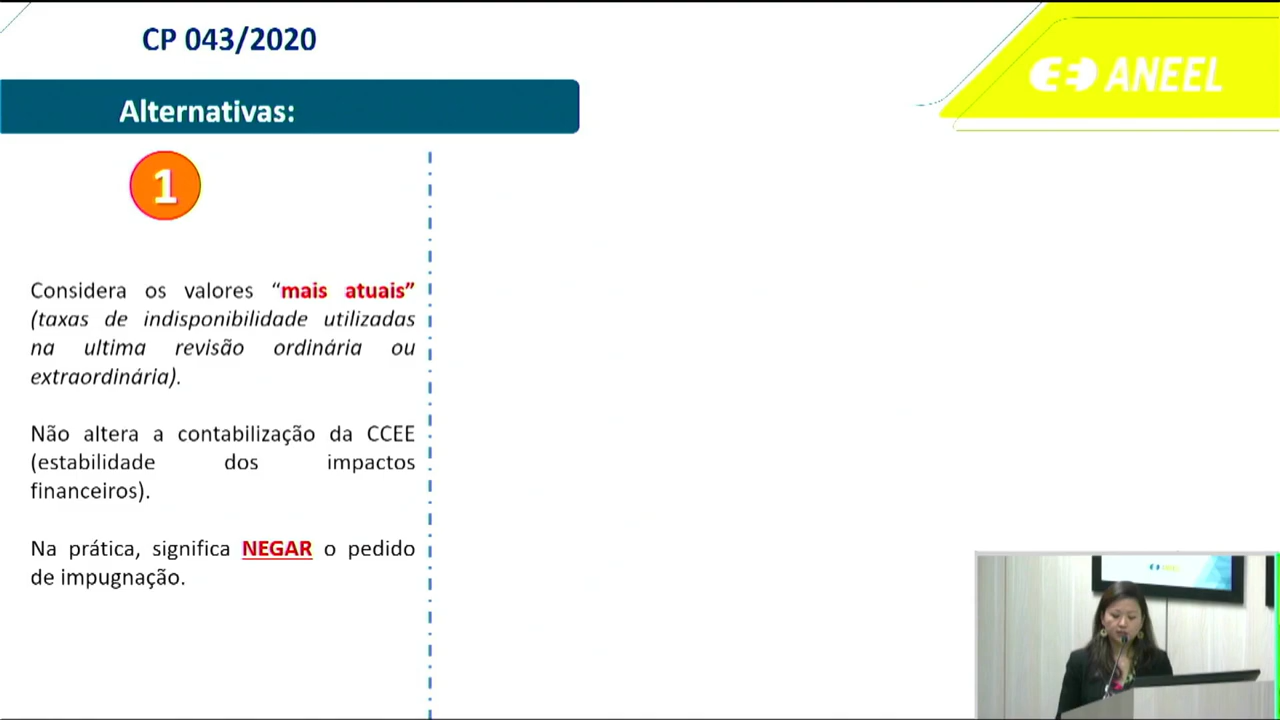 CP 043/2020
ANEEL
Alternativas:
1
Considera os valores “mais atuais”
(taxas de indisponibilidade utilizadas
na ultima revisão ordinária ou
extraordinária).
Não altera a contabilização da CCEE
(estabilidade dos impactos
financeiros).
Na prática, significa NEGAR o pedido
de impugnação.
ANEEL